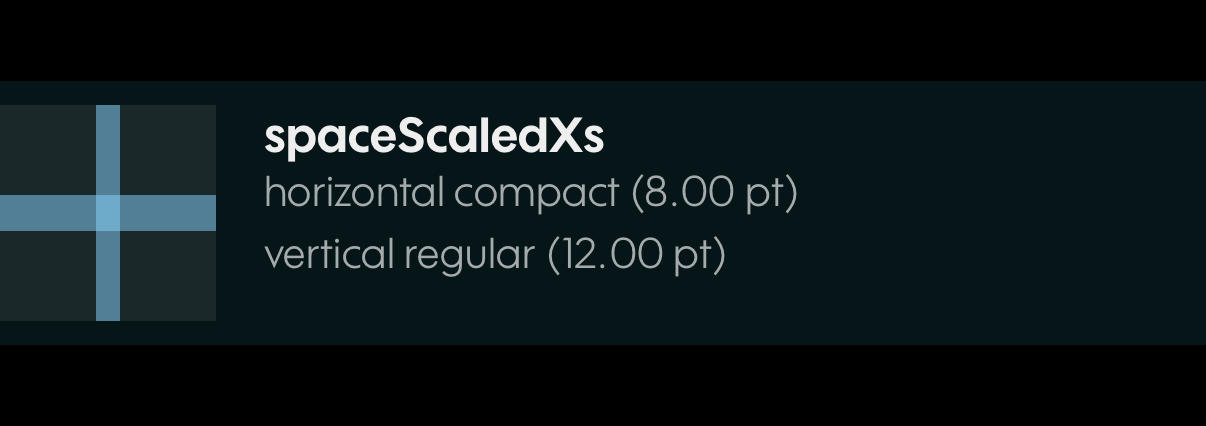 spaceScaledXs
horizontal compact (8.00 pt)
vertical regular (12.00 pt)